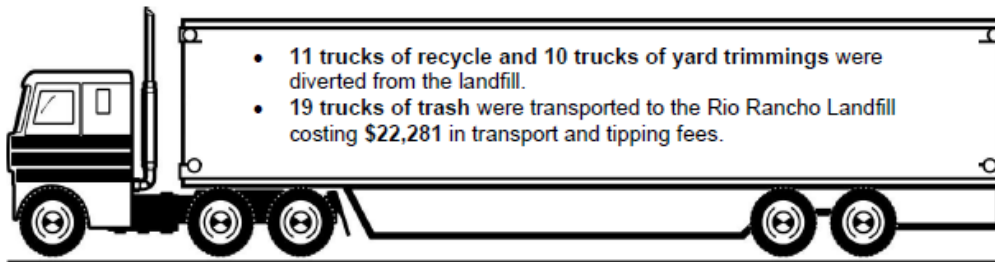 • 11 trucks of recycle and 10 trucks of yard trimmings were
diverted from the landfill.
• 19 trucks of trash were transported to the Rio Rancho Landfill
costing $22,281 in transport and tipping fees.